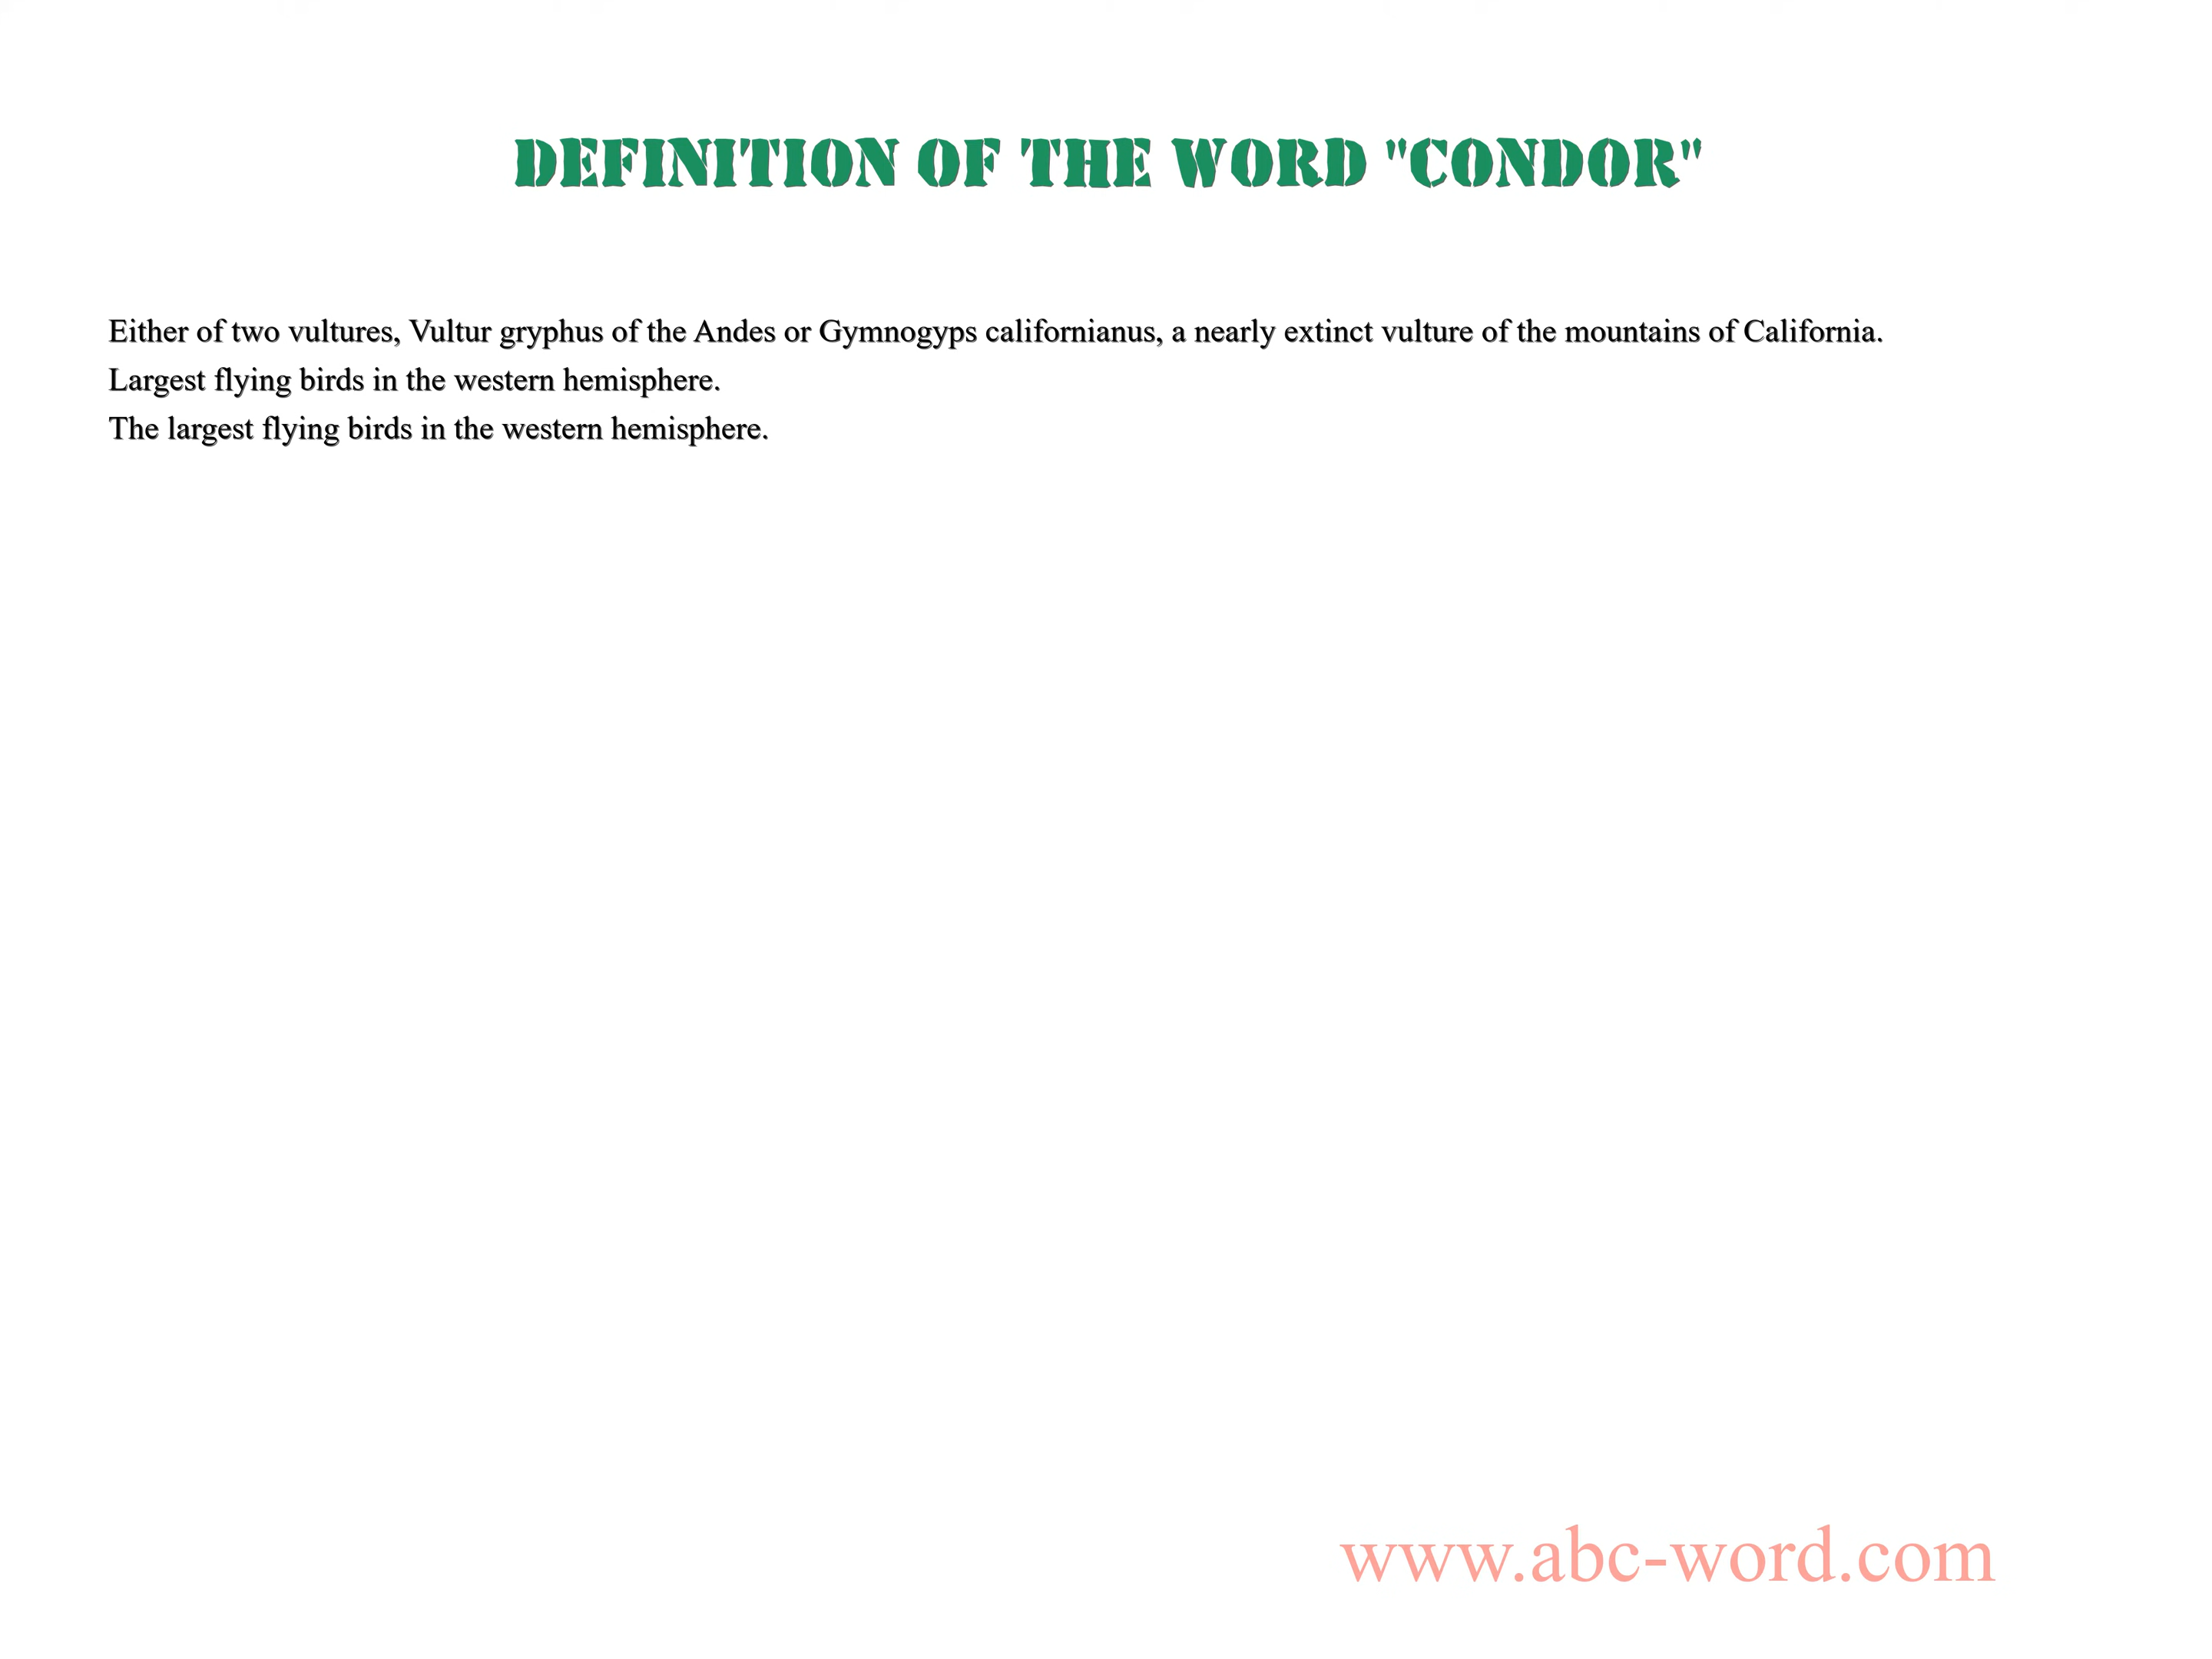 DEFINITION OF THE WORD "CONDOR"
Either of two vultures, Vultur gryphus of the Andes or Gymnogyps californianus, a nearly extinct vulture of the mountains of California.
Largest flying birds in the western hemisphere.
The largest flying birds in the western hemisphere.
www.abc-word.com